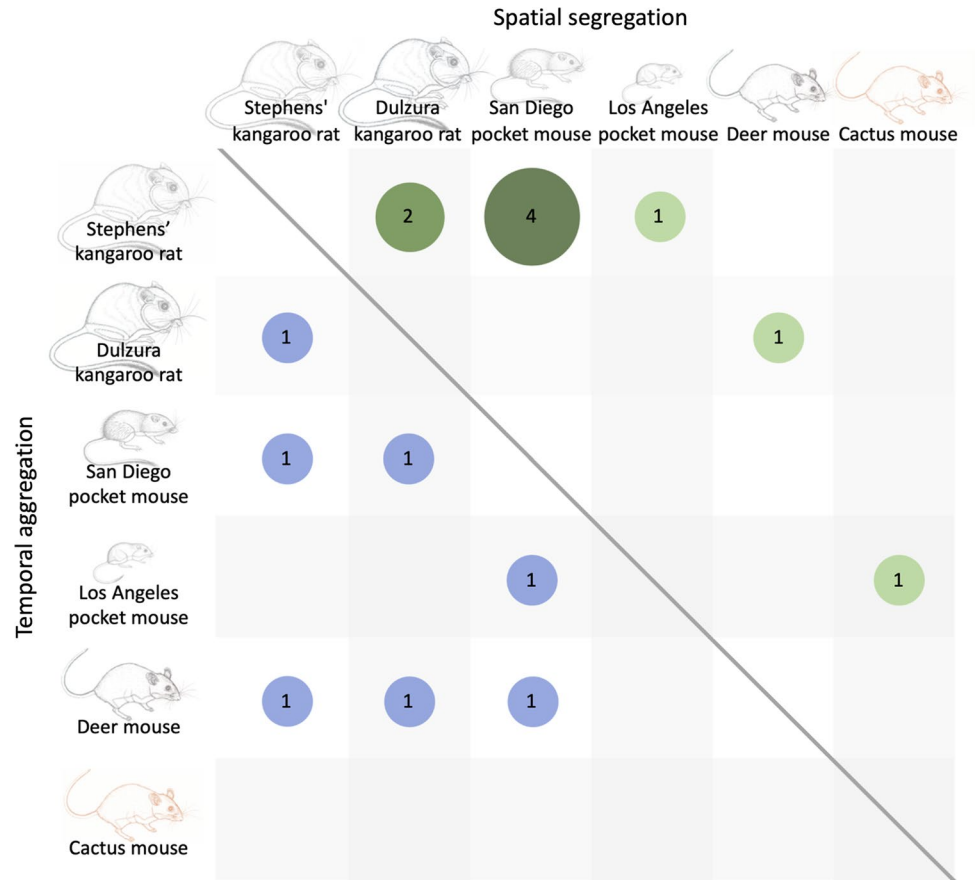 Spatial segregation
Stephens'
kangaroo rat
Dulzura
kangaroo rat
San Diego
pocket mouse
Los Angeles
pocket mouse
Deer mouse
Cactus mouse
Temporal aggregation
Stephens’
kangaroo rat
2
4
1
Dulzura
kangaroo rat
1
1
San Diego
pocket mouse
1
1
Los Angeles
pocket mouse
1
1
Deer mouse
1
1
1
Cactus mouse